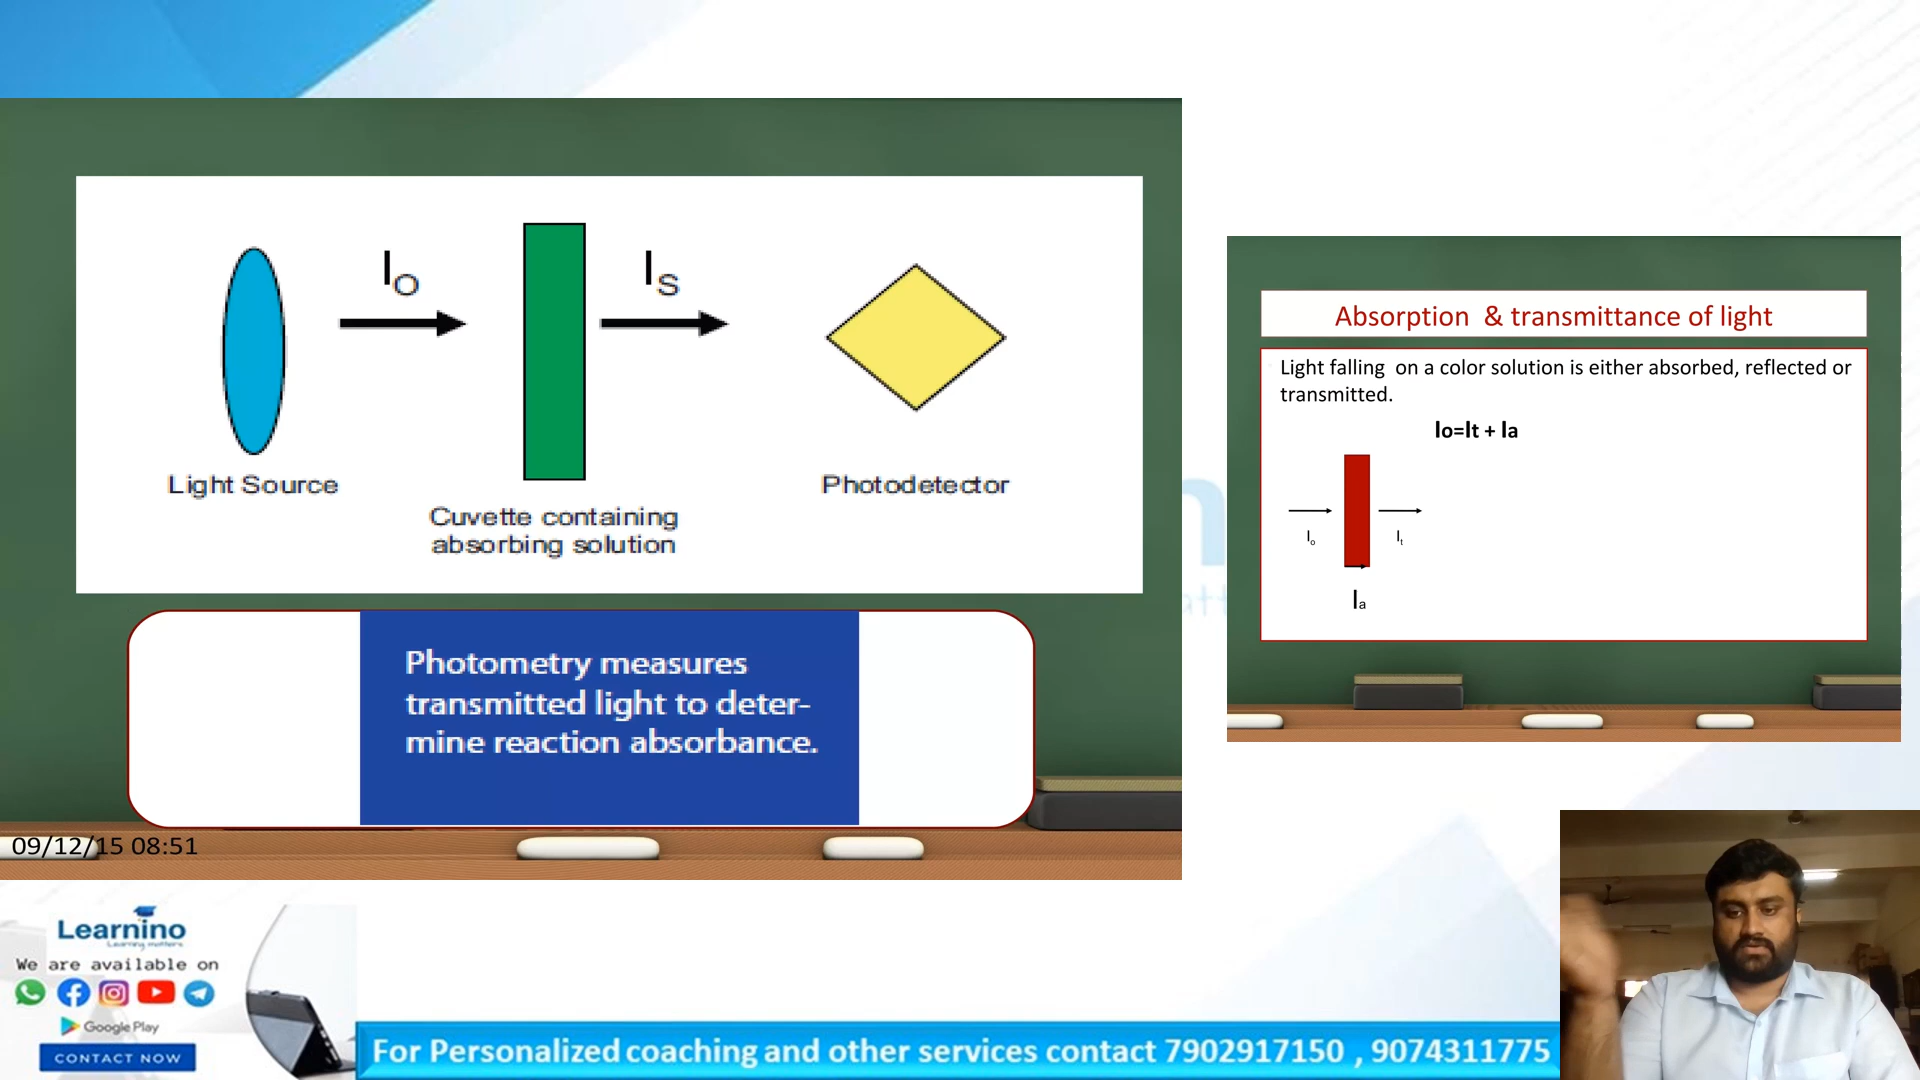 IO
IS
Light Source
Cuvette containing
absorbing solution
Photodetector
Photometry measures
transmitted light to deter-
mine reaction absorbance.
09/12/15 08:51
Absorption & transmittance of light
Light falling on a color solution is either absorbed, reflected or
transmitted.
Io=It + Ia
Io
It
Ia
Learnino
Learning matters
We are available on
Google Play
CONTACT NOW
For Personalized coaching and other services contact 7902917150 , 9074311775